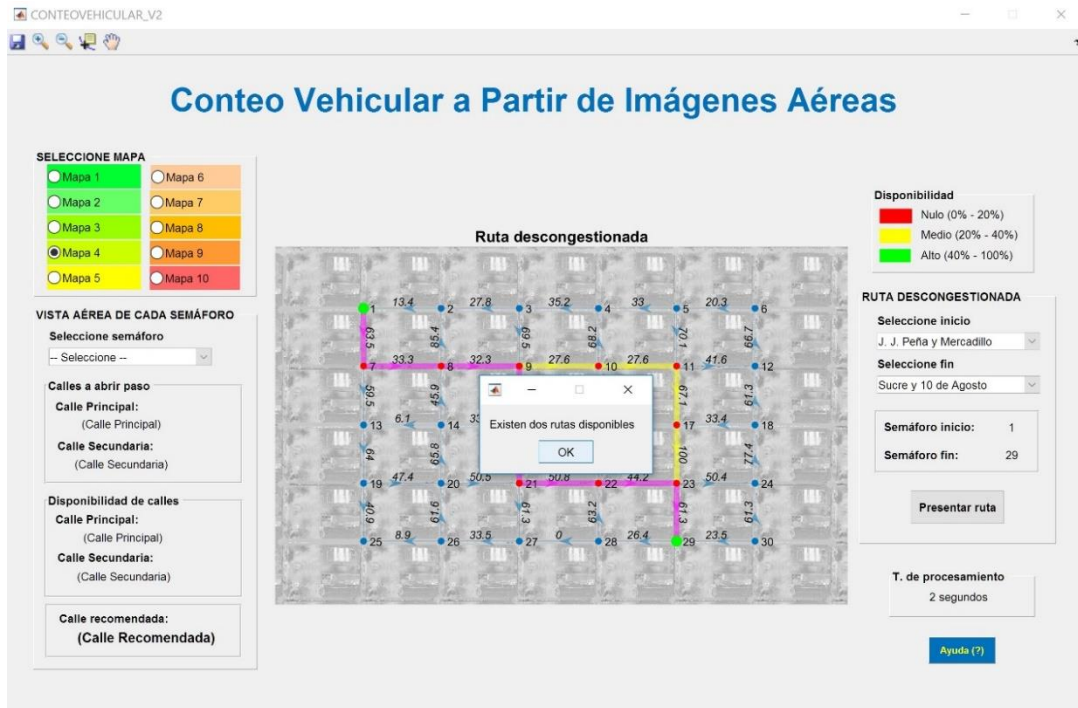 CONTEOVEHICULAR_V2
Conteo Vehicular a Partir de Imágenes Aéreas
SELECCIONE MAPA
Mapa 1
Mapa 6
Mapa 2
Mapa 7
Mapa 3
Mapa 8
Mapa 4
Mapa 9
Mapa 5
Mapa 10
VISTA AÉREA DE CADA SEMÁFORO
Seleccione semáforo
-- Seleccione --
Calles a abrir paso
Calle Principal:
(Calle Principal)
Calle Secundaria:
(Calle Secundaria)
Disponibilidad de calles
Calle Principal:
(Calle Principal)
Calle Secundaria:
(Calle Secundaria)
Calle recomendada:
(Calle Recomendada)
Ruta descongestionada
1 13.4 2 27.8 3 35.2 4 33 5 20.3 6
63.5 85.4 69.5 68.2 70.1 66.7
7 33.3 8 32.3 9 27.6 10 27.6 11 41.6 12
59.5 45.9 67.1 61.3
13 6.1 14 17 33.4 18
64 65.8 100 77.4
19 47.4 20 50.5 21 50.8 22 44.2 23 50.4 24
40.9 61.9 61.3 63.2 61.3 61.3
25 8.9 26 33.5 27 0 28 26.4 29 23.5 30
Existen dos rutas disponibles
OK
Disponibilidad
Nulo (0% - 20%)
Medio (20% - 40%)
Alto (40% - 100%)
RUTA DESCONGESTIONADA
Seleccione inicio
J. J. Peña y Mercadillo
Seleccione fin
Sucre y 10 de Agosto
Semáforo inicio: 1
Semáforo fin: 29
Presentar ruta
T. de procesamiento
2 segundos
Ayuda (?)